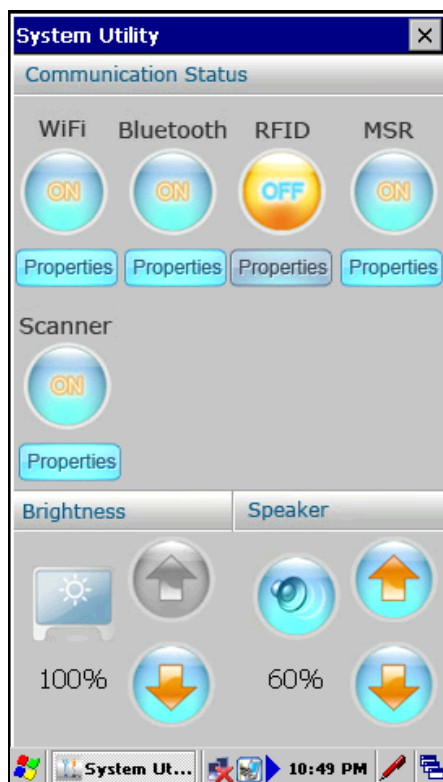 System Utility
Communication Status
WiFi Bluetooth RFID MSR
ON ON OFF ON
Properties Properties Properties Properties
Scanner
ON
Properties
Brightness Speaker
100% 60%
System Ut... 10:49 PM